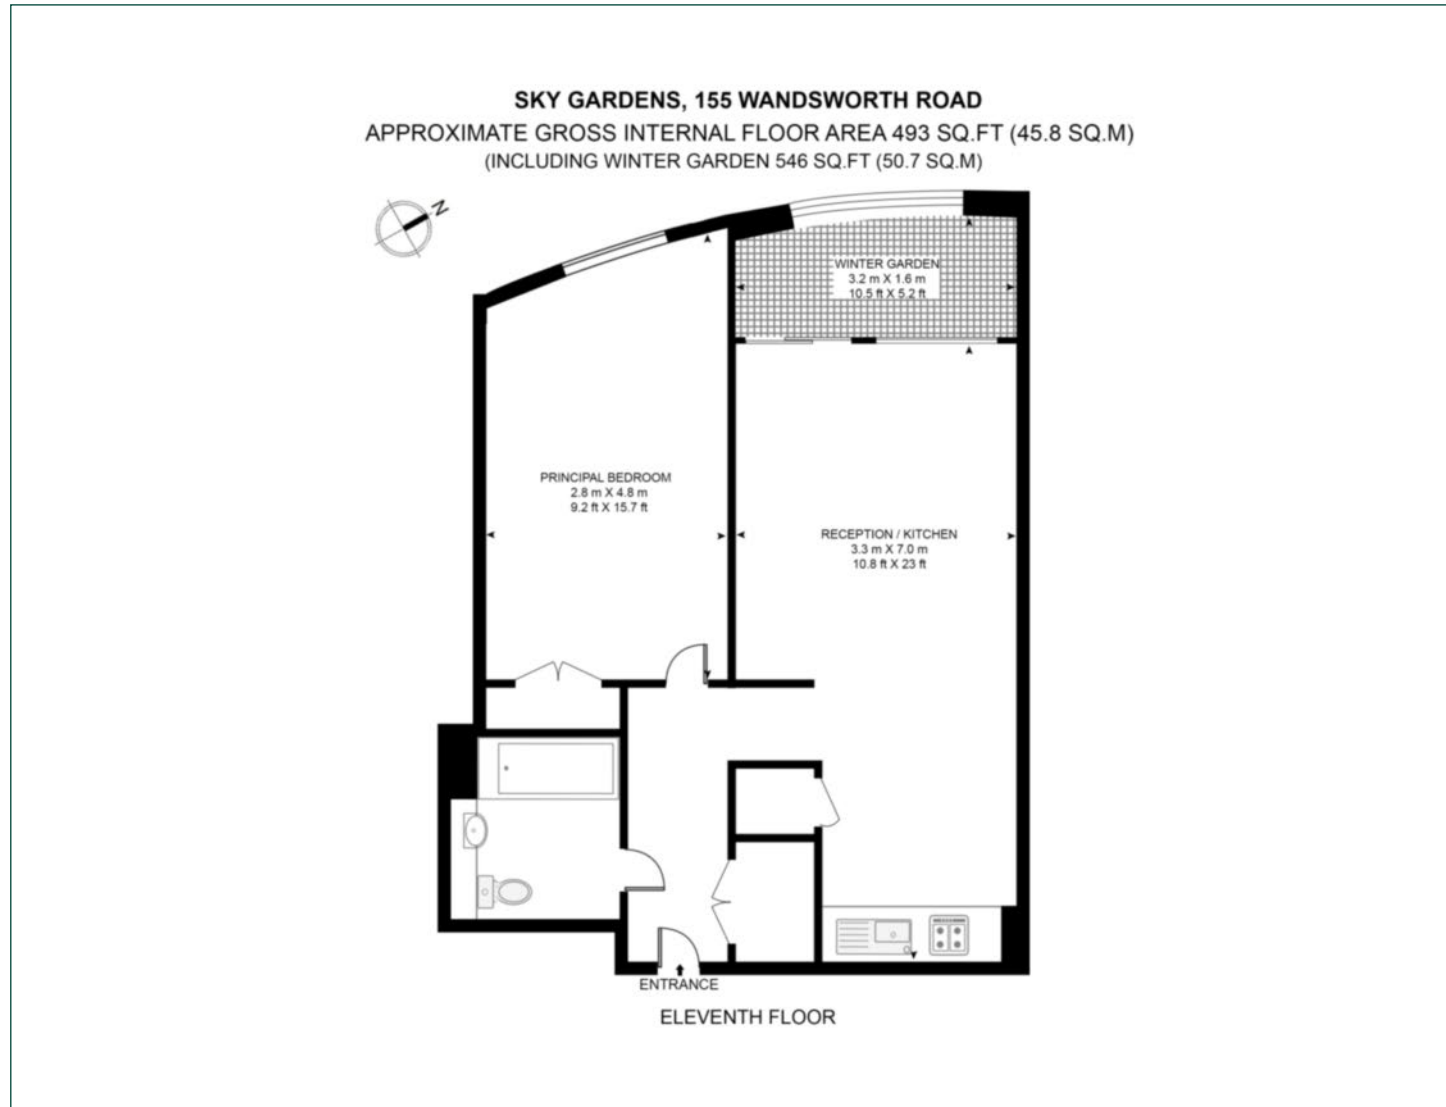 SKY GARDENS, 155 WANDSWORTH ROAD
APPROXIMATE GROSS INTERNAL FLOOR AREA 493 SQ.FT (45.8 SQ.M)
(INCLUDING WINTER GARDEN 546 SQ.FT (50.7 SQ.M)
N
WINTER GARDEN
3.2 m X 1.6 m
10.5 ft X 5.2 ft
PRINCIPAL BEDROOM
2.8 m X 4.8 m
9.2 ft X 15.7 ft
RECEPTION / KITCHEN
3.3 m X 7.0 m
10.8 ft X 23 ft
ENTRANCE
ELEVENTH FLOOR